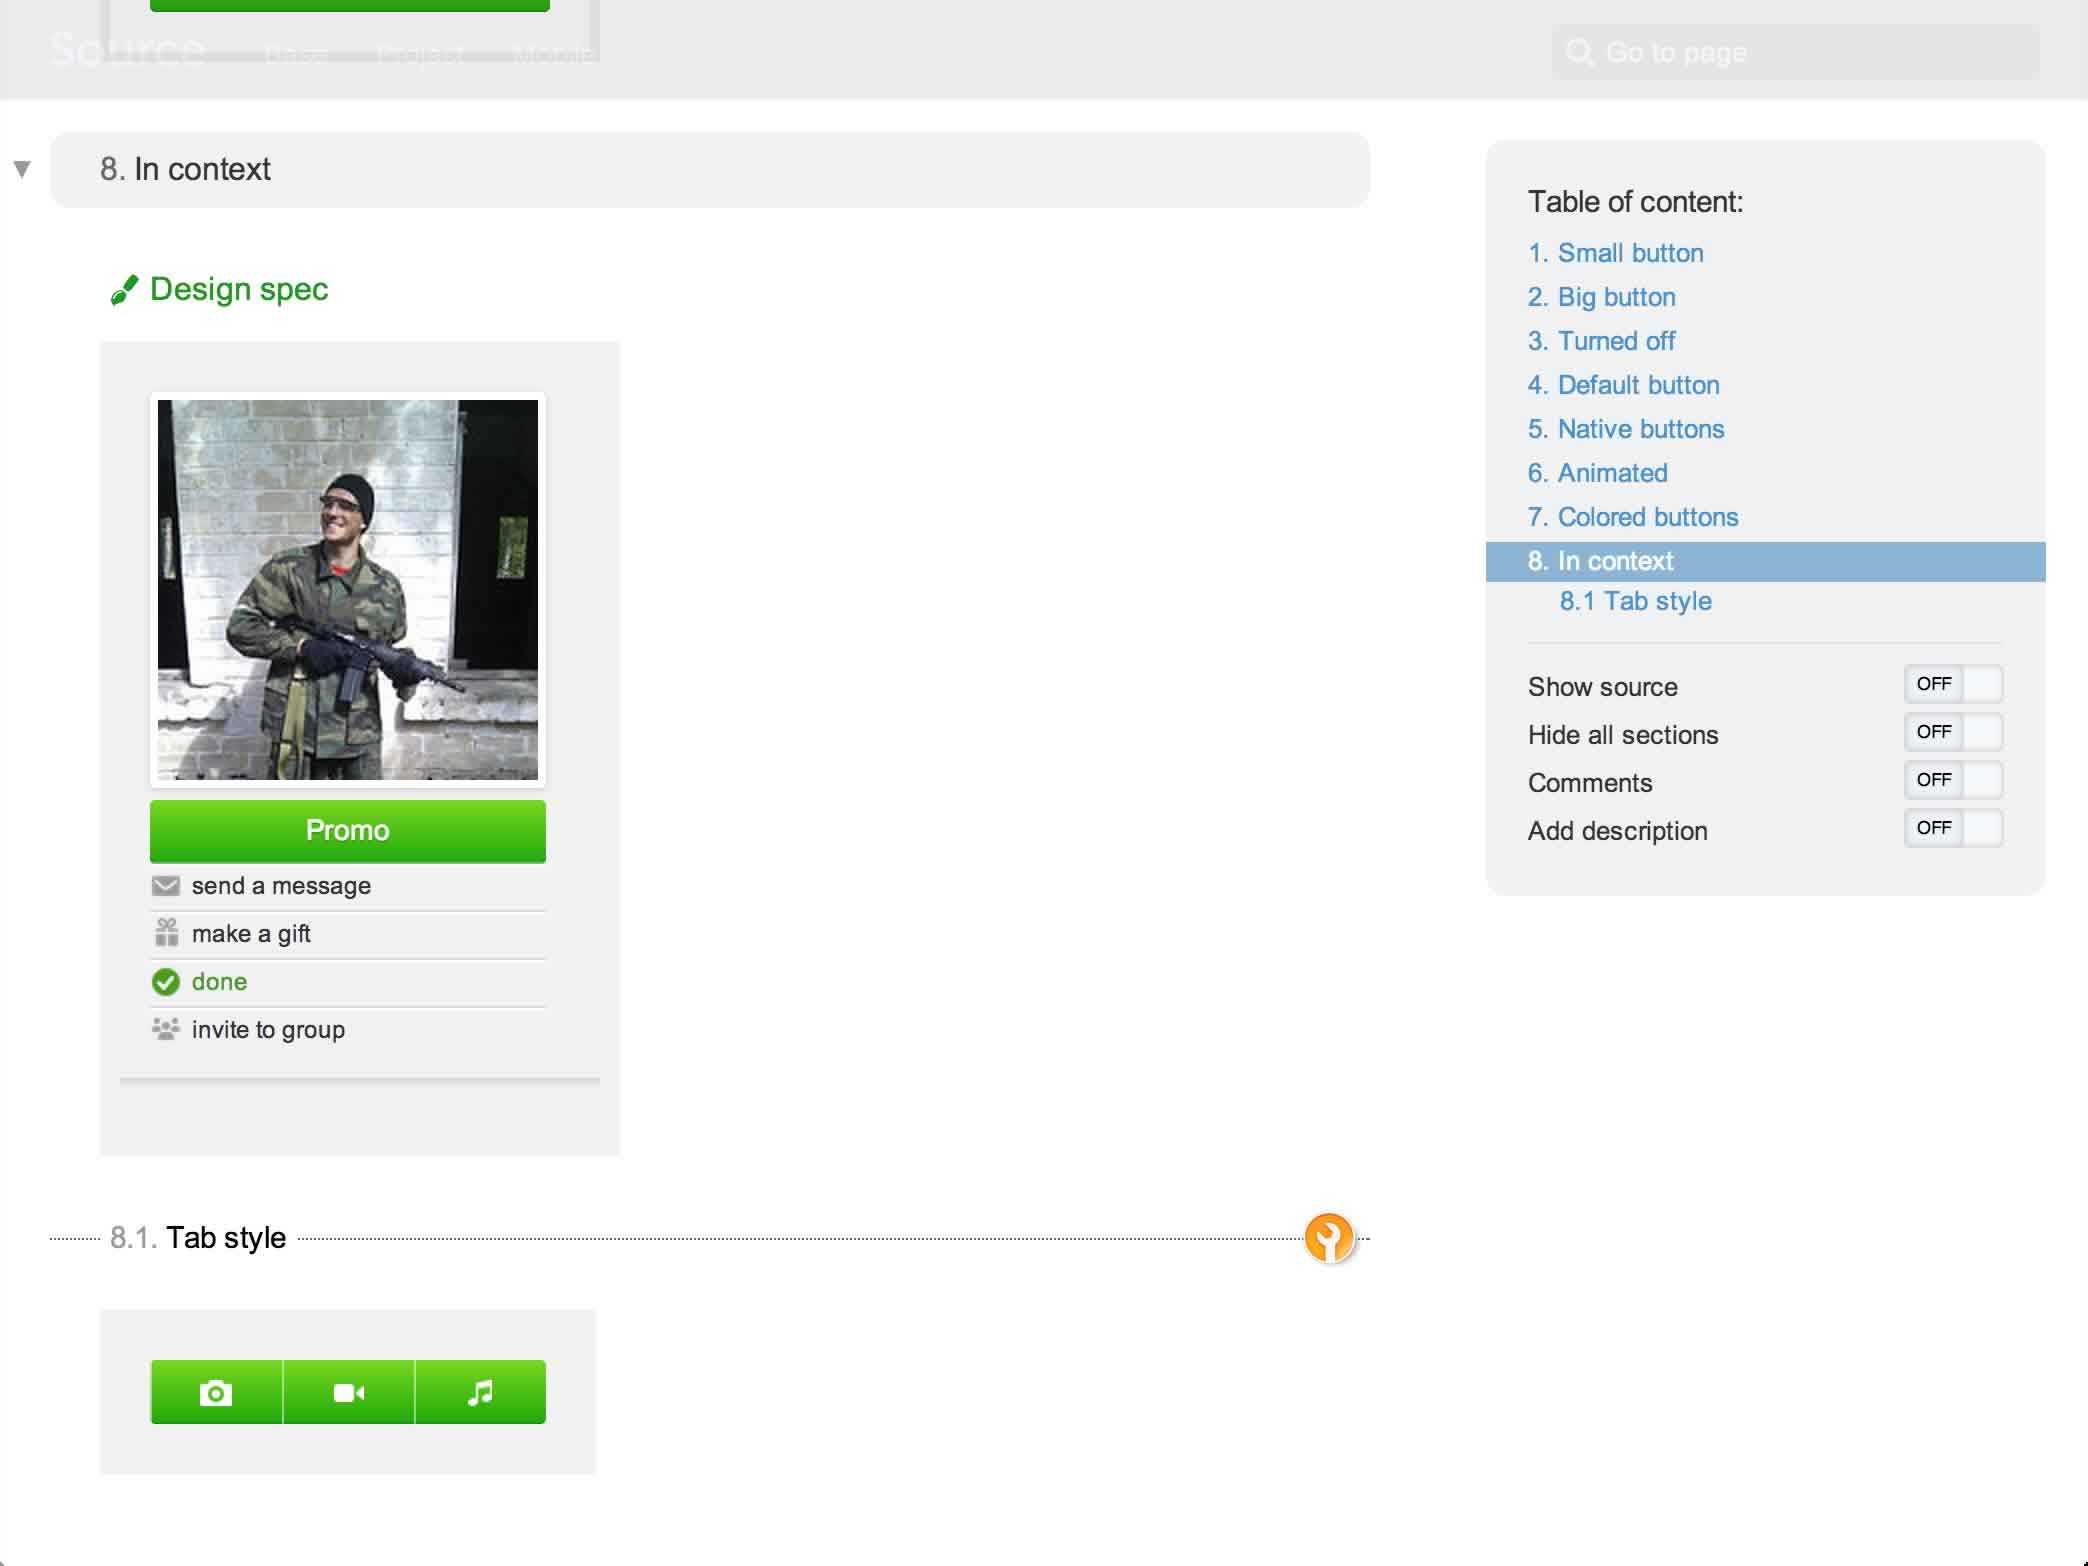 Source Base Project Mobile
Go to page
8. In context
Design spec
Promo
send a message
make a gift
done
invite to group
8.1. Tab style
Table of content:
1. Small button
2. Big button
3. Turned off
4. Default button
5. Native buttons
6. Animated
7. Colored buttons
8. In context
8.1 Tab style
Show source OFF
Hide all sections OFF
Comments OFF
Add description OFF